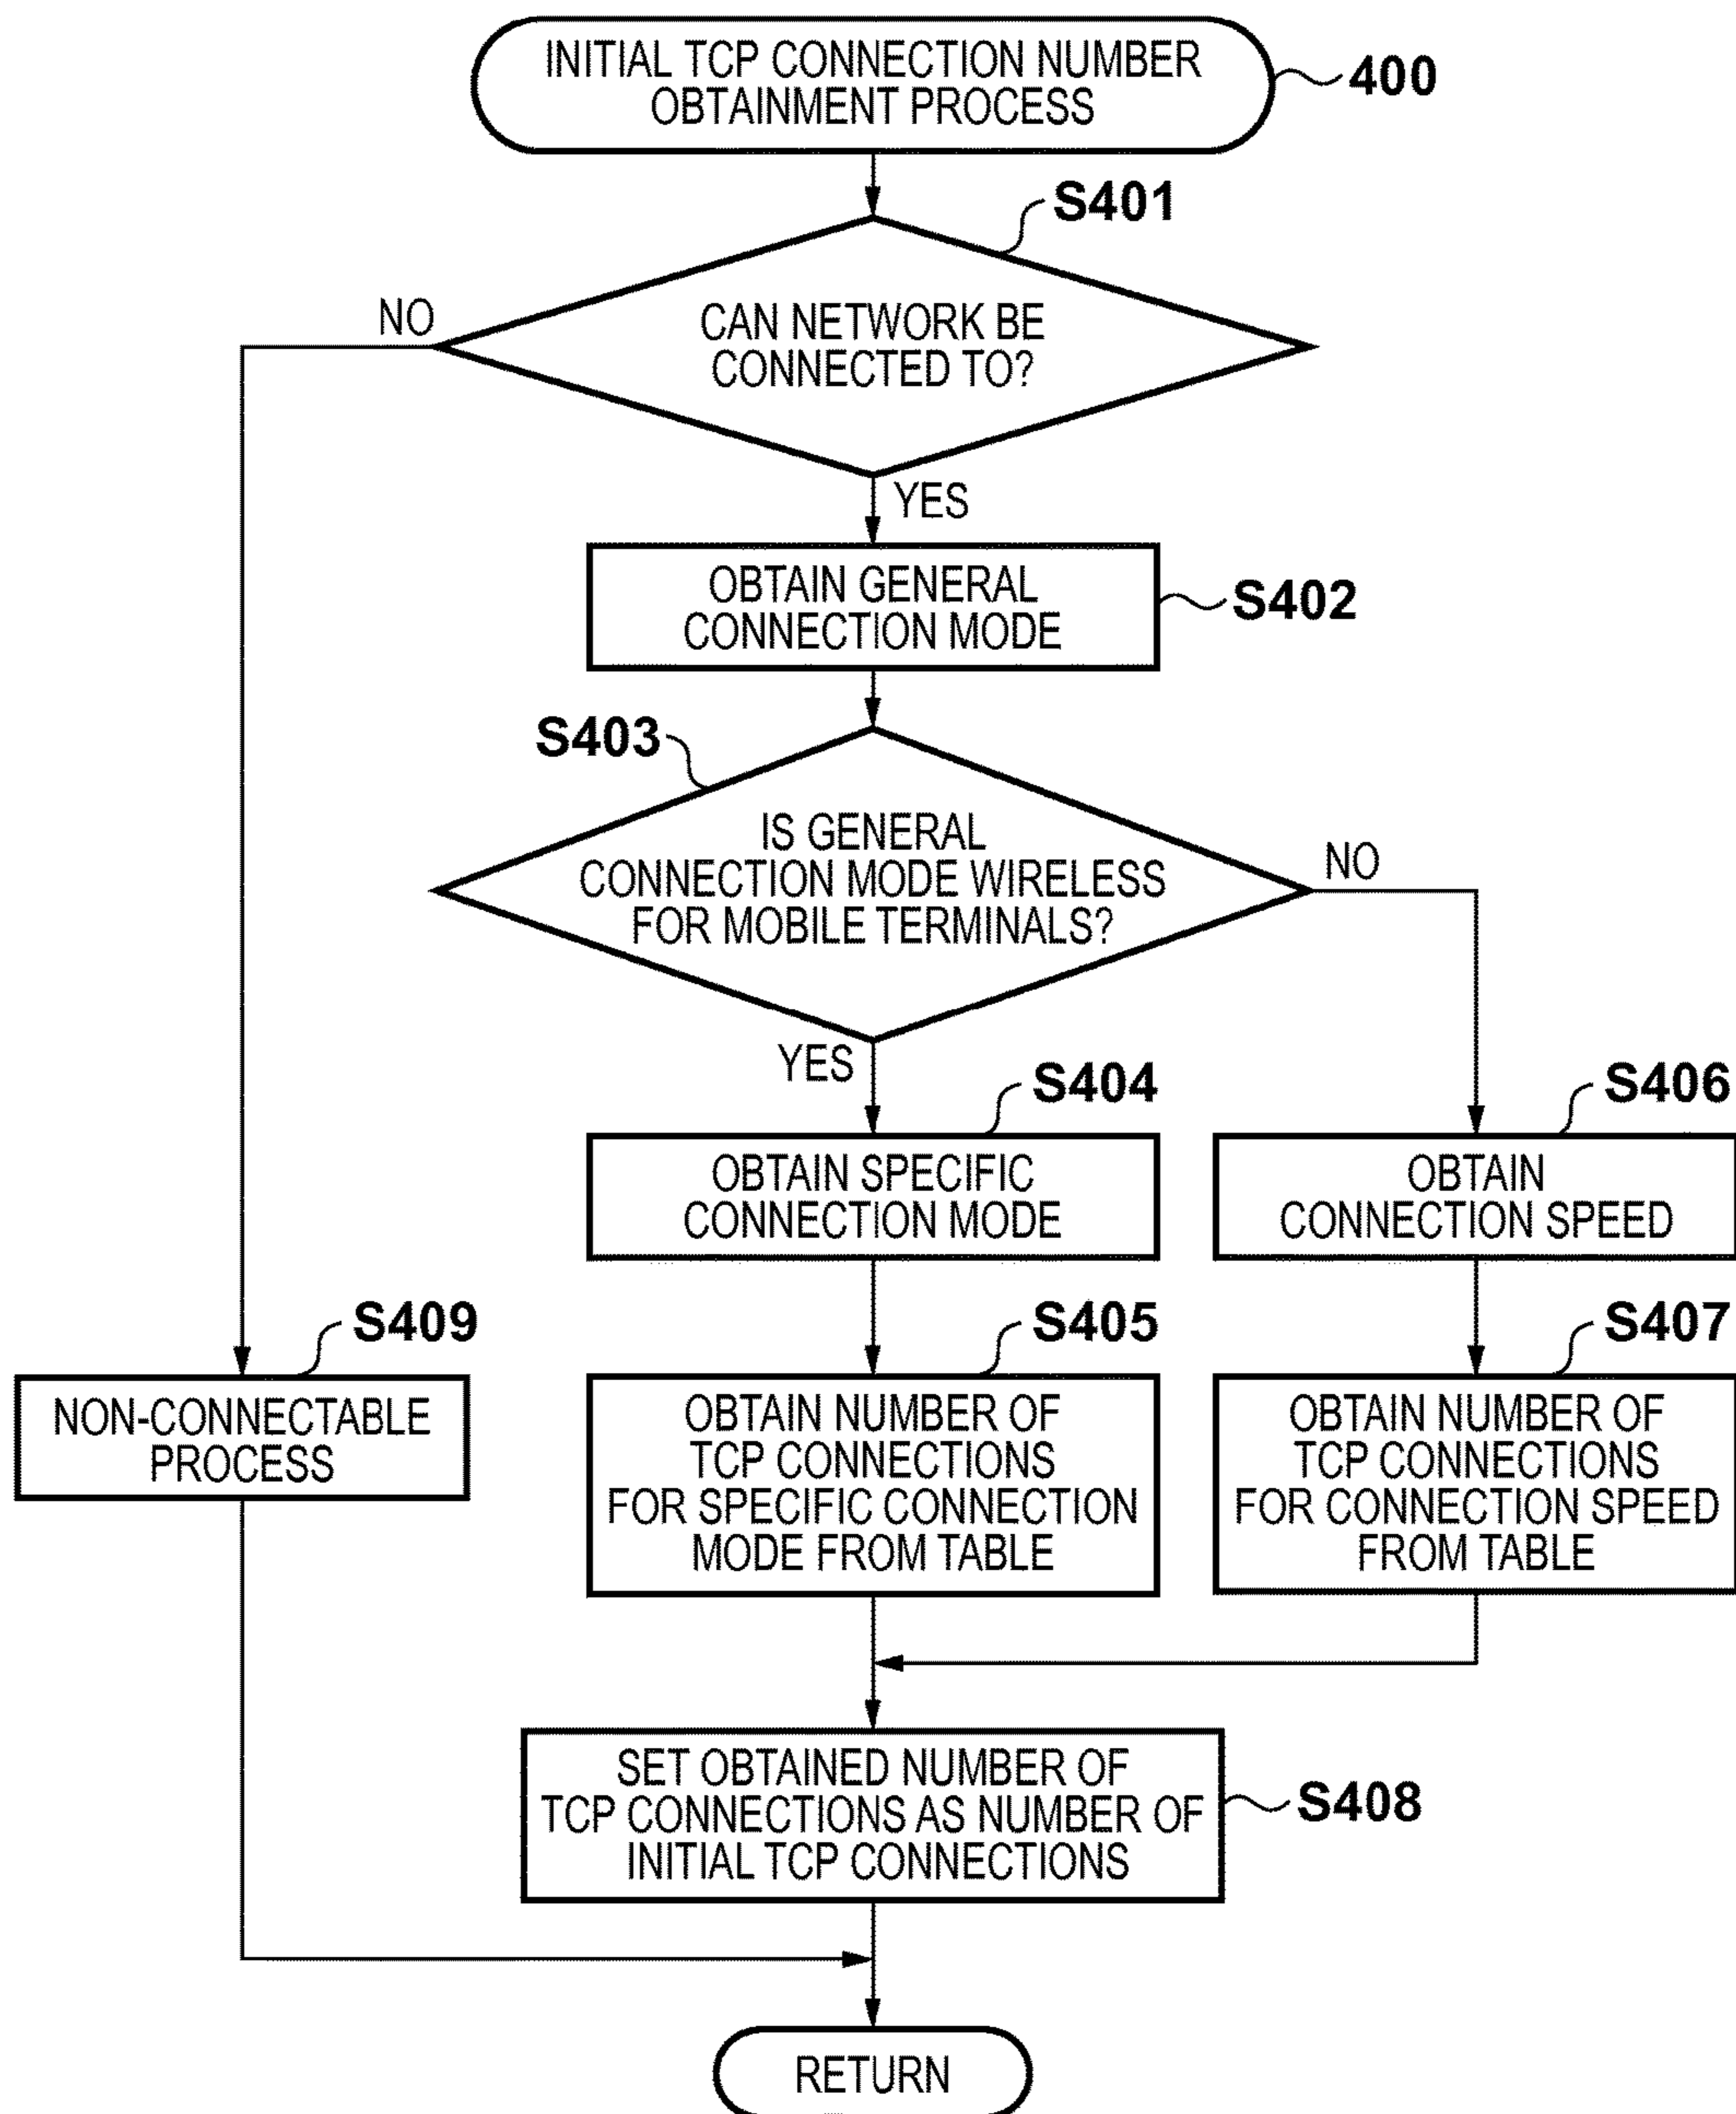 INITIAL TCP CONNECTION NUMBER
OBTAINMENT PROCESS
400
S401
CAN NETWORK BE
CONNECTED TO?
NO
YES
OBTAIN GENERAL
CONNECTION MODE
S402
S403
IS GENERAL
CONNECTION MODE WIRELESS
FOR MOBILE TERMINALS?
NO
YES
S404
OBTAIN SPECIFIC
CONNECTION MODE
S406
OBTAIN
CONNECTION SPEED
S409
NON-CONNECTABLE
PROCESS
S405
OBTAIN NUMBER OF
TCP CONNECTIONS
FOR SPECIFIC CONNECTION
MODE FROM TABLE
S407
OBTAIN NUMBER OF
TCP CONNECTIONS
FOR CONNECTION SPEED
FROM TABLE
SET OBTAINED NUMBER OF
TCP CONNECTIONS AS NUMBER OF
INITIAL TCP CONNECTIONS
S408
RETURN